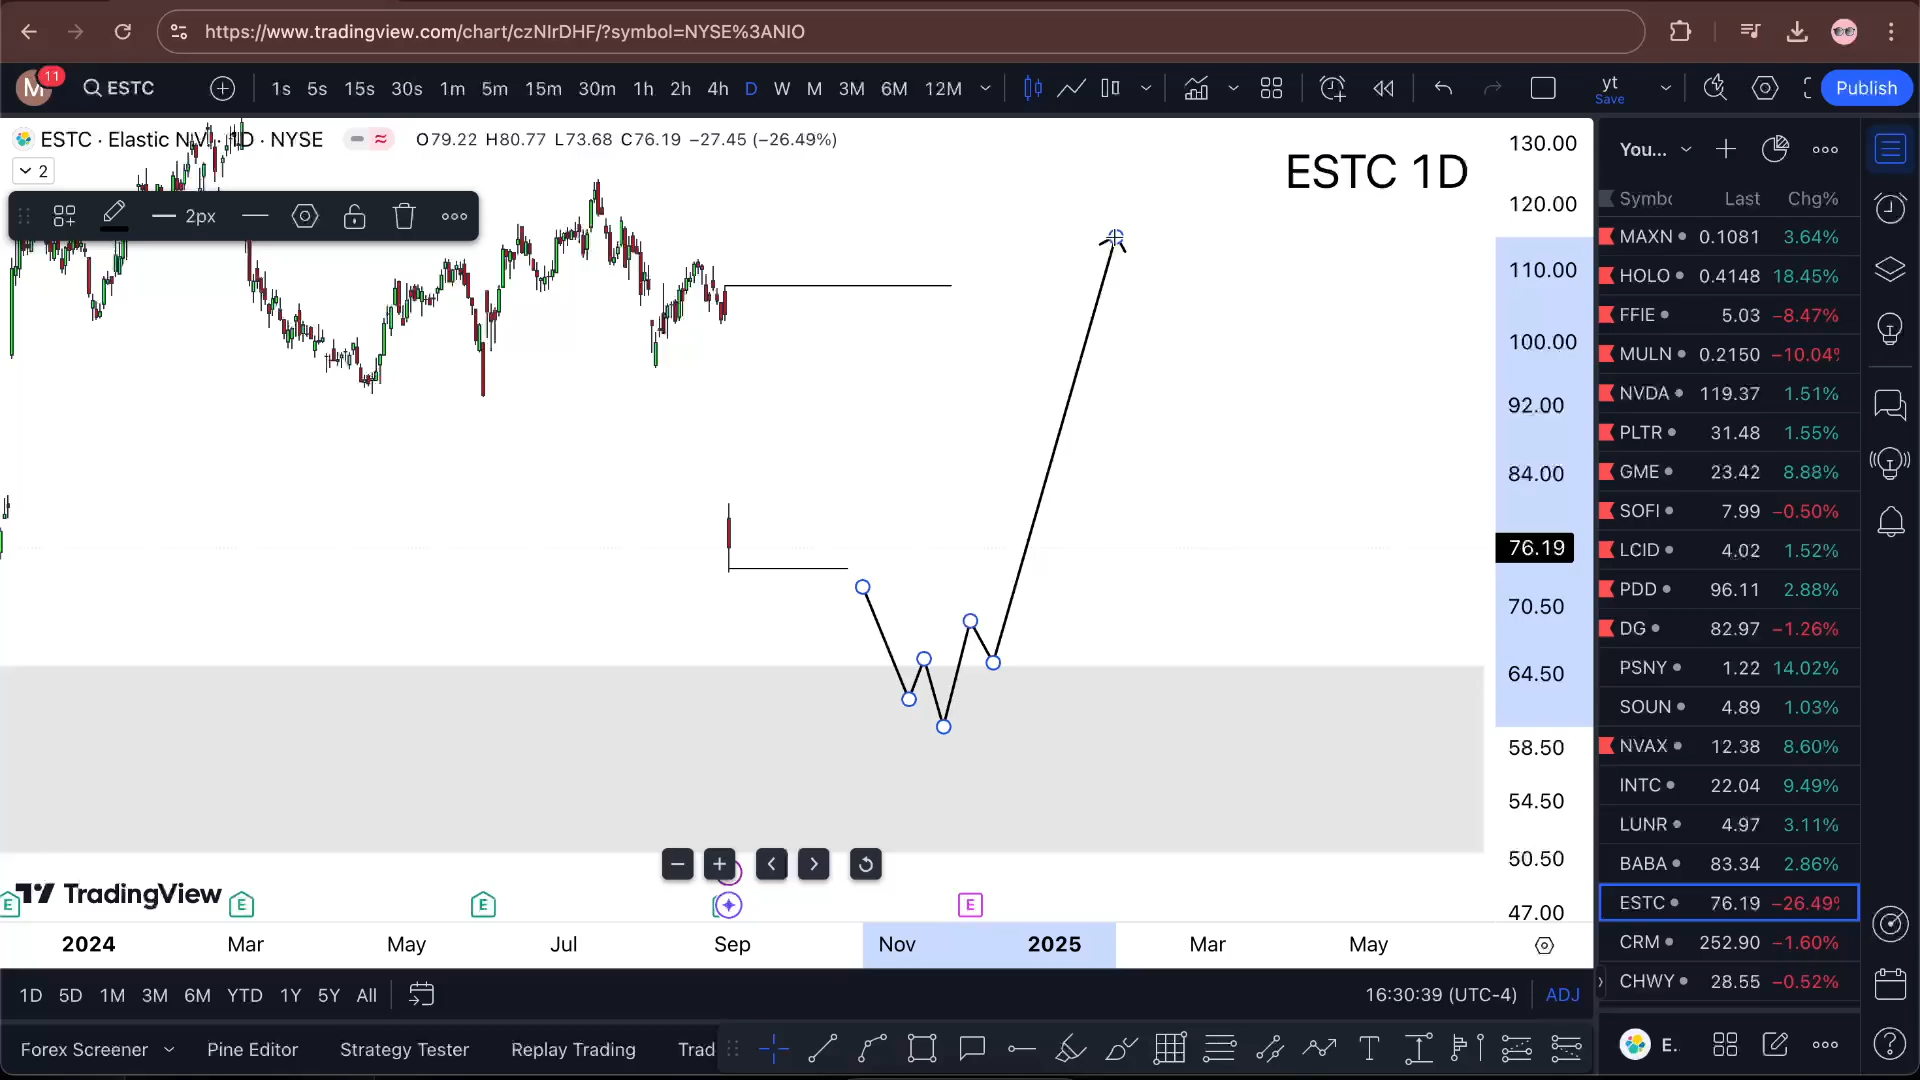 https://www.tradingview.com/chart/czNIrDHF/?symbol=NYSE%3ANIO
M 11 ESTC 1s 5s 15s 30s 1m 5m 15m 30m 1h 2h 4h D W M 3M 6M 12M yt Save Publish
ESTC · Elastic N.V. · 1D · NYSE O79.22 H80.77 L73.68 C76.19 −27.45 (−26.49%)
2
2px
ESTC 1D
130.00
120.00
110.00
100.00
92.00
84.00
76.19
70.50
64.50
58.50
54.50
50.50
47.00
You...
Symbo Last Chg%
MAXN 0.1081 3.64%
HOLO 0.4148 18.45%
FFIE 5.03 −8.47%
MULN 0.2150 −10.04%
NVDA 119.37 1.51%
PLTR 31.48 1.55%
GME 23.42 8.88%
SOFI 7.99 −0.50%
LCID 4.02 1.52%
PDD 96.11 2.88%
DG 82.97 −1.26%
PSNY 1.22 14.02%
SOUN 4.89 1.03%
NVAX 12.38 8.60%
INTC 22.04 9.49%
LUNR 4.97 3.11%
BABA 83.34 2.86%
ESTC 76.19 −26.49%
CRM 252.90 −1.60%
CHWY 28.55 −0.52%
TradingView
E E E E
2024 Mar May Jul Sep Nov 2025 Mar May
1D 5D 1M 3M 6M YTD 1Y 5Y All 16:30:39 (UTC-4) ADJ
Forex Screener Pine Editor Strategy Tester Replay Trading Trad
E.